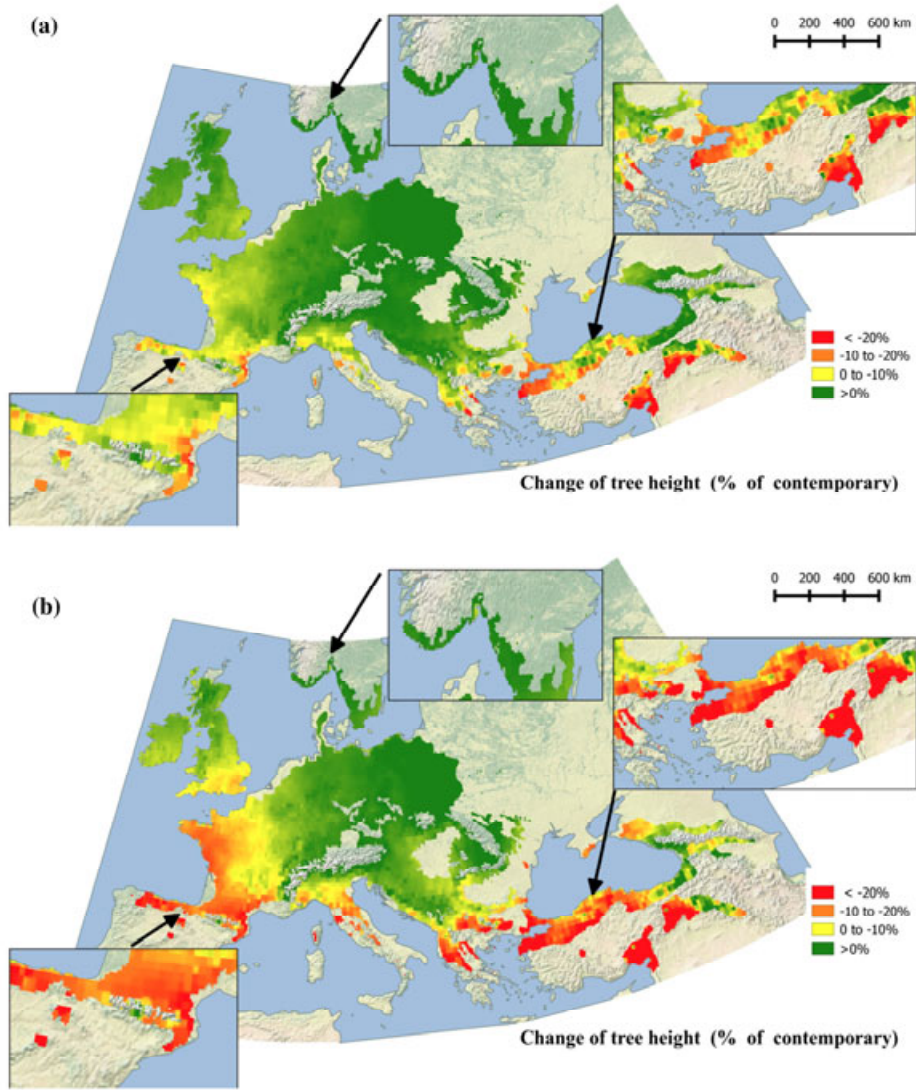 (a)
0 200 400 600 km
< -20%
-10 to -20%
0 to -10%
>0%
Change of tree height (% of contemporary)
(b)
0 200 400 600 km
< -20%
-10 to -20%
0 to -10%
>0%
Change of tree height (% of contemporary)